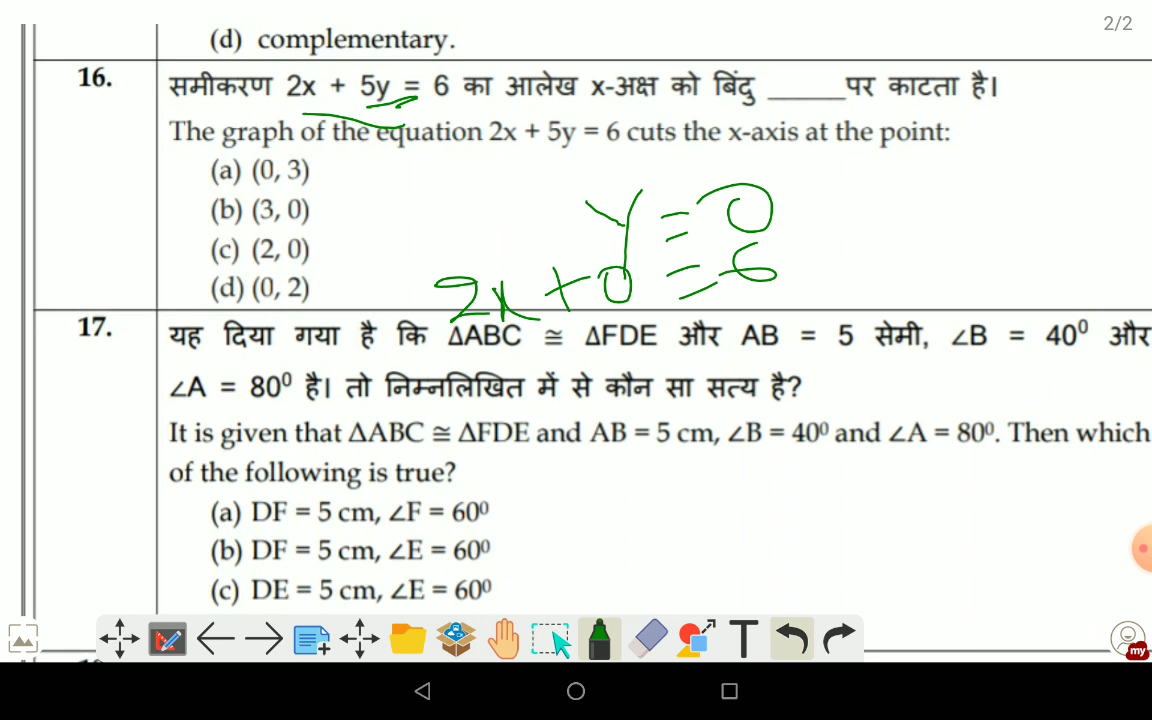 2/2
(d) complementary.
16.
समीकरण 2x + 5y = 6 का आलेख x-अक्ष को बिंदु ______पर काटता है।
The graph of the equation 2x + 5y = 6 cuts the x-axis at the point:
(a) (0, 3)
(b) (3, 0)
(c) (2, 0)
(d) (0, 2)
y = 0
2x + 0 = 6
17.
यह दिया गया है कि ΔABC ≅ ΔFDE और AB = 5 सेमी, ∠B = 40⁰ और
∠A = 80⁰ है। तो निम्नलिखित में से कौन सा सत्य है?
It is given that ΔABC ≅ ΔFDE and AB = 5 cm, ∠B = 40⁰ and ∠A = 80⁰. Then which
of the following is true?
(a) DF = 5 cm, ∠F = 60⁰
(b) DF = 5 cm, ∠E = 60⁰
(c) DE = 5 cm, ∠E = 60⁰
T
my